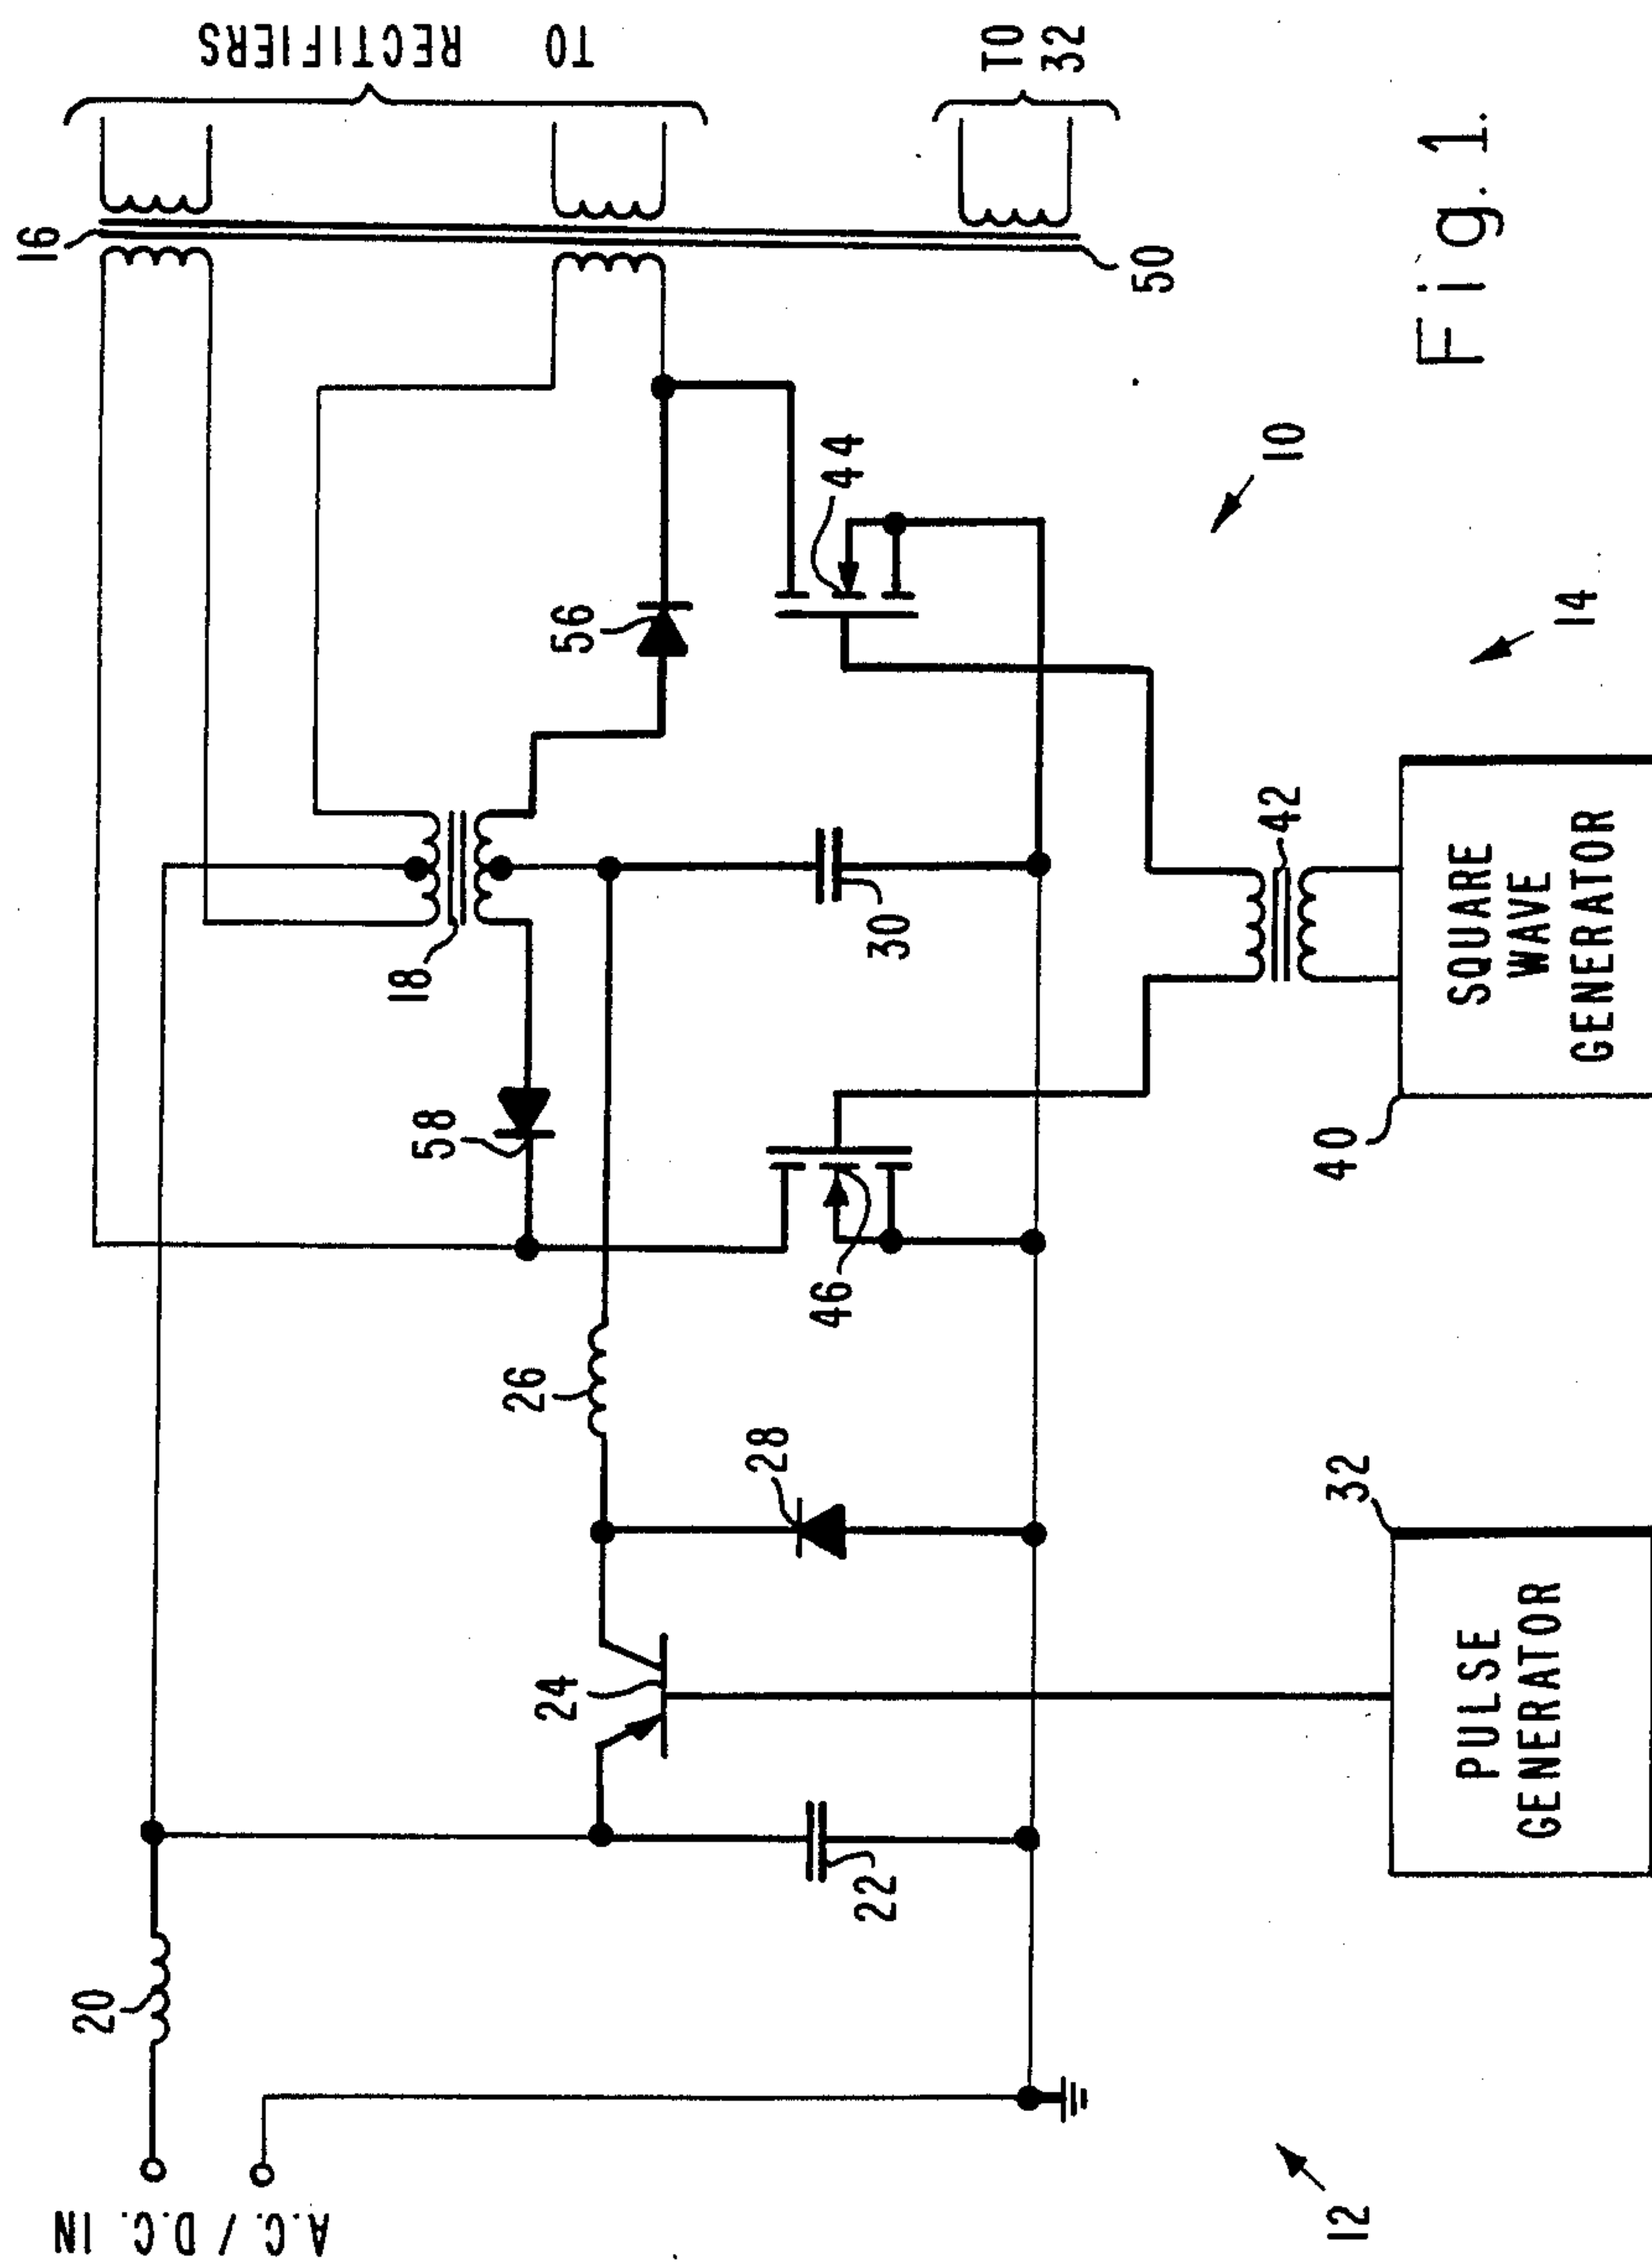 A.C. / D.C. IN
20
22
24
26
28
58
46
18
30
56
44
16
TO RECTIFIERS
TO
32
50
12
PULSE
GENERATOR
32
SQUARE
WAVE
GENERATOR
40
42
14
10
Fig. 1.